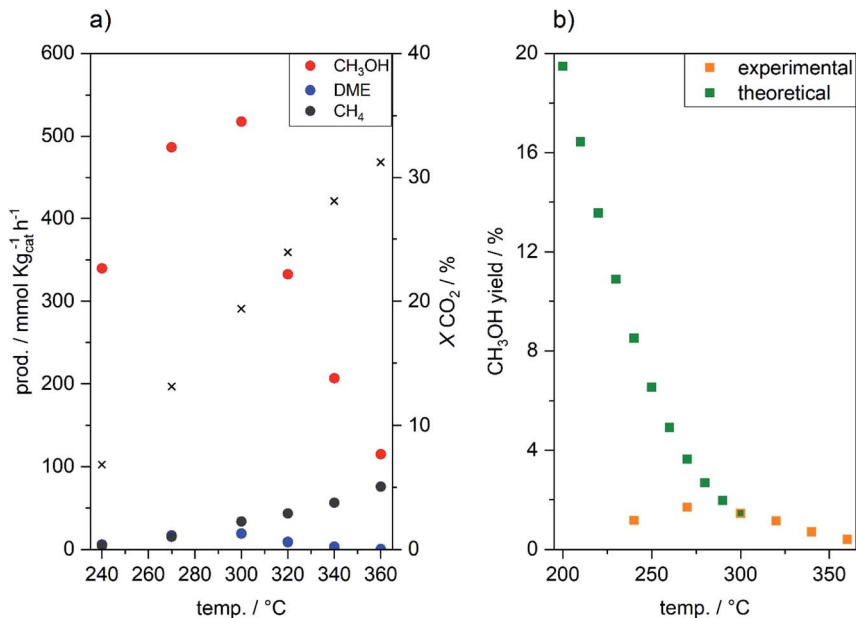 a)
600
500
400
300
200
100
0
prod. / mmol Kg⁻¹cat h⁻¹
CH₃OH
DME
CH₄
40
30
20
10
0
X CO₂ / %
240 260 280 300 320 340 360
temp. / °C
b)
20
16
12
8
4
0
CH₃OH yield / %
experimental
theoretical
200 250 300 350
temp. / °C